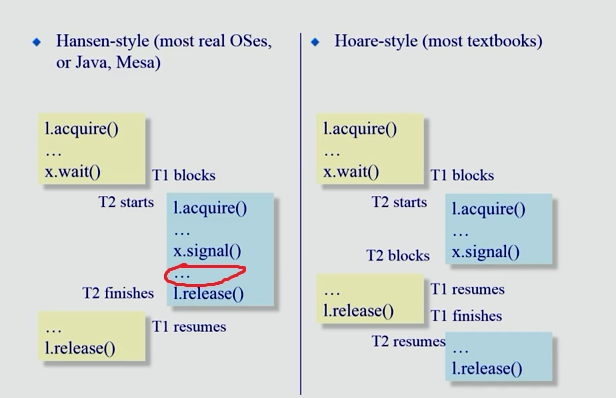 Hansen-style (most real OSes,
or Java, Mesa)
l.acquire()
...
x.wait()
T1 blocks
T2 starts
l.acquire()
...
x.signal()
...
l.release()
T2 finishes
T1 resumes
...
l.release()
Hoare-style (most textbooks)
l.acquire()
...
x.wait()
T1 blocks
T2 starts
l.acquire()
...
x.signal()
T2 blocks
...
l.release()
T1 resumes
T1 finishes
T2 resumes
...
l.release()